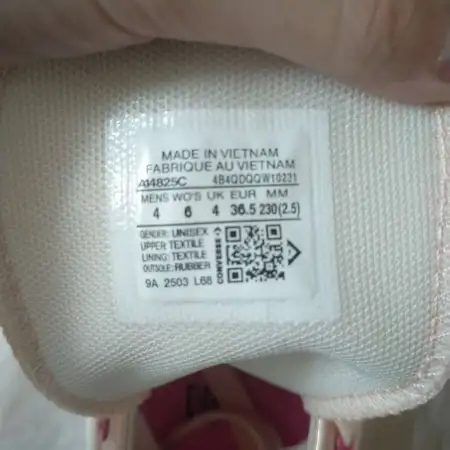 MADE IN VIETNAM
FABRIQUE AU VIETNAM
A14825C 4B4QDQQW10231
MENS WO'S UK EUR MM
4 6 4 36.5 230(2.5)
GENDER: UNISEX
UPPER: TEXTILE
LINING: TEXTILE
OUTSOLE: RUBBER
9A 2503 L68
CONVERSE